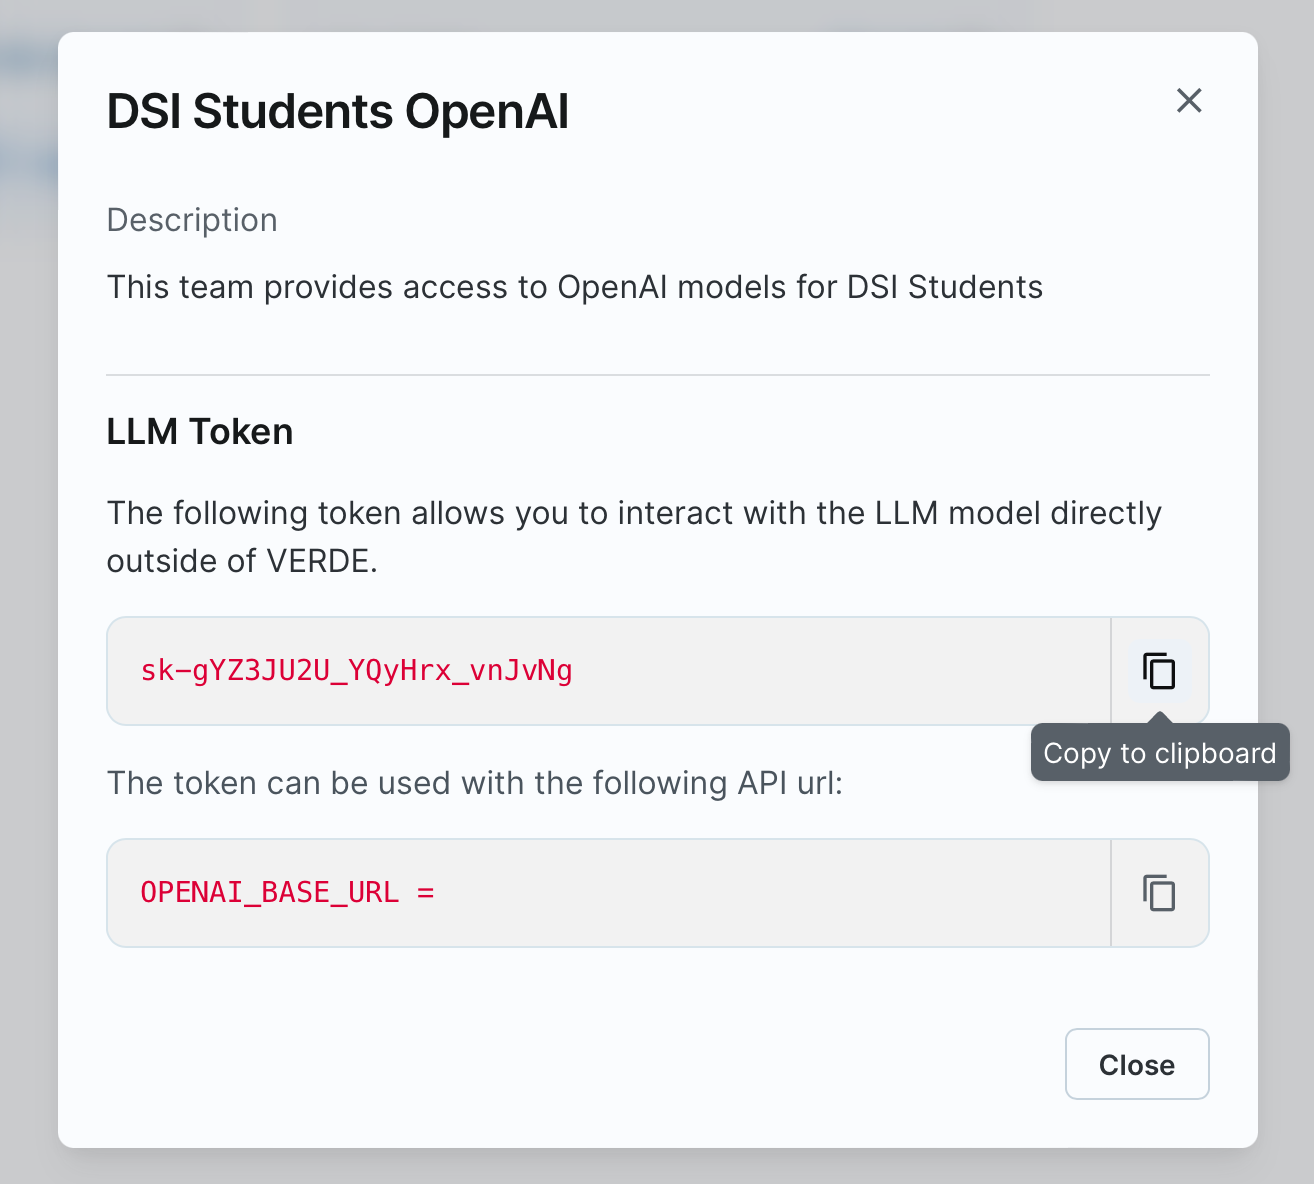 DSI Students OpenAI
Description
This team provides access to OpenAI models for DSI Students
LLM Token
The following token allows you to interact with the LLM model directly
outside of VERDE.
sk-gYZ3JU2U_YQyHrx_vnJvNg
Copy to clipboard
The token can be used with the following API url:
OPENAI_BASE_URL =
Close